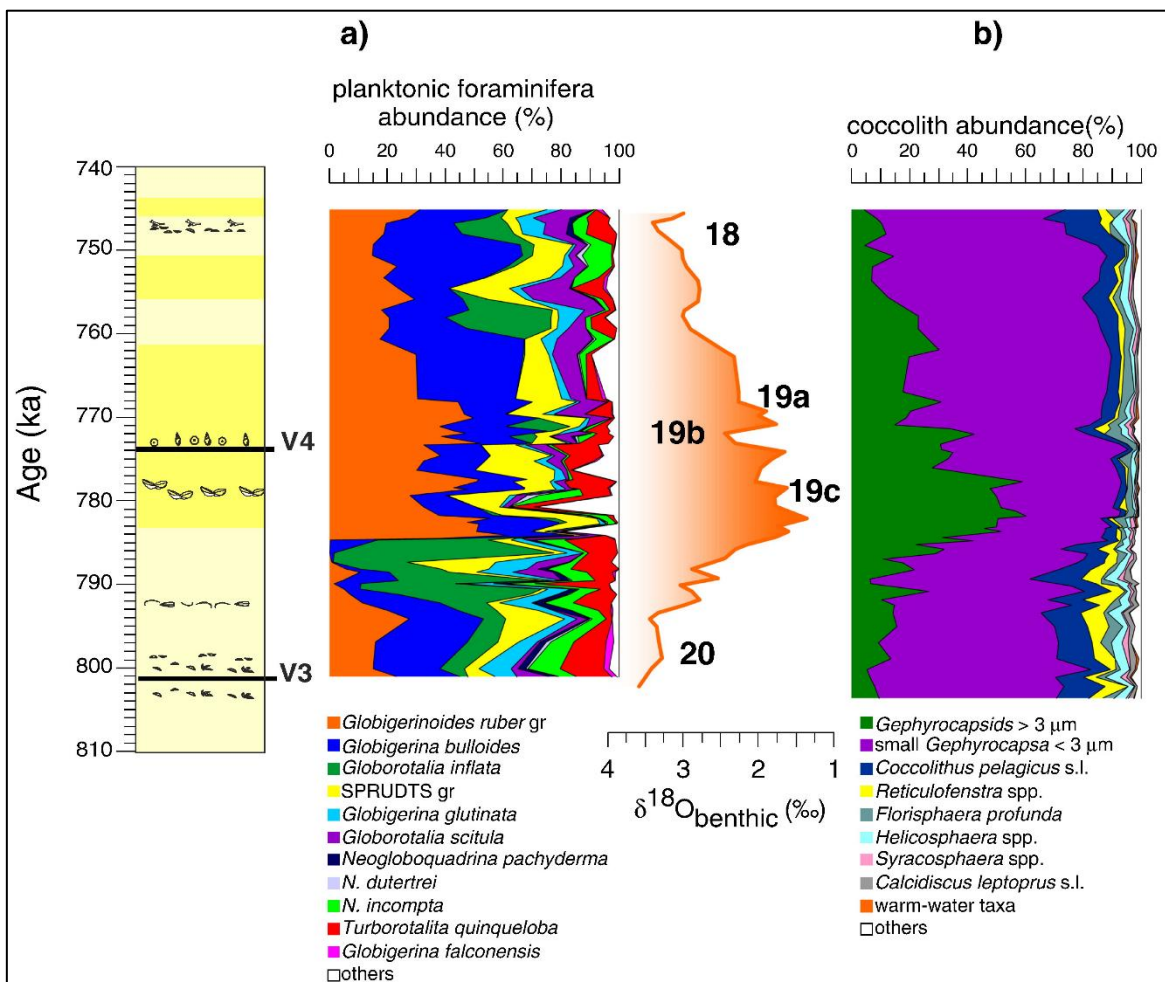 a)
planktonic foraminifera
abundance (%)
0 20 40 60 80 100
b)
coccolith abundance(%)
0 20 40 60 80 100
Age (ka)
740
750
760
770
780
790
800
810
V4
V3
18
19a
19b
19c
20
Globigerinoides ruber gr
Globigerina bulloides
Globorotalia inflata
SPRUDTS gr
Globigerina glutinata
Globorotalia scitula
Neogloboquadrina pachyderma
N. dutertrei
N. incompta
Turborotalita quinqueloba
Globigerina falconensis
others
4 3 2 1
δ18Obenthic (‰)
Gephyrocapsids > 3 µm
small Gephyrocapsa < 3 µm
Coccolithus pelagicus s.l.
Reticulofenstra spp.
Florisphaera profunda
Helicosphaera spp.
Syracosphaera spp.
Calcidiscus leptoprus s.l.
warm-water taxa
others